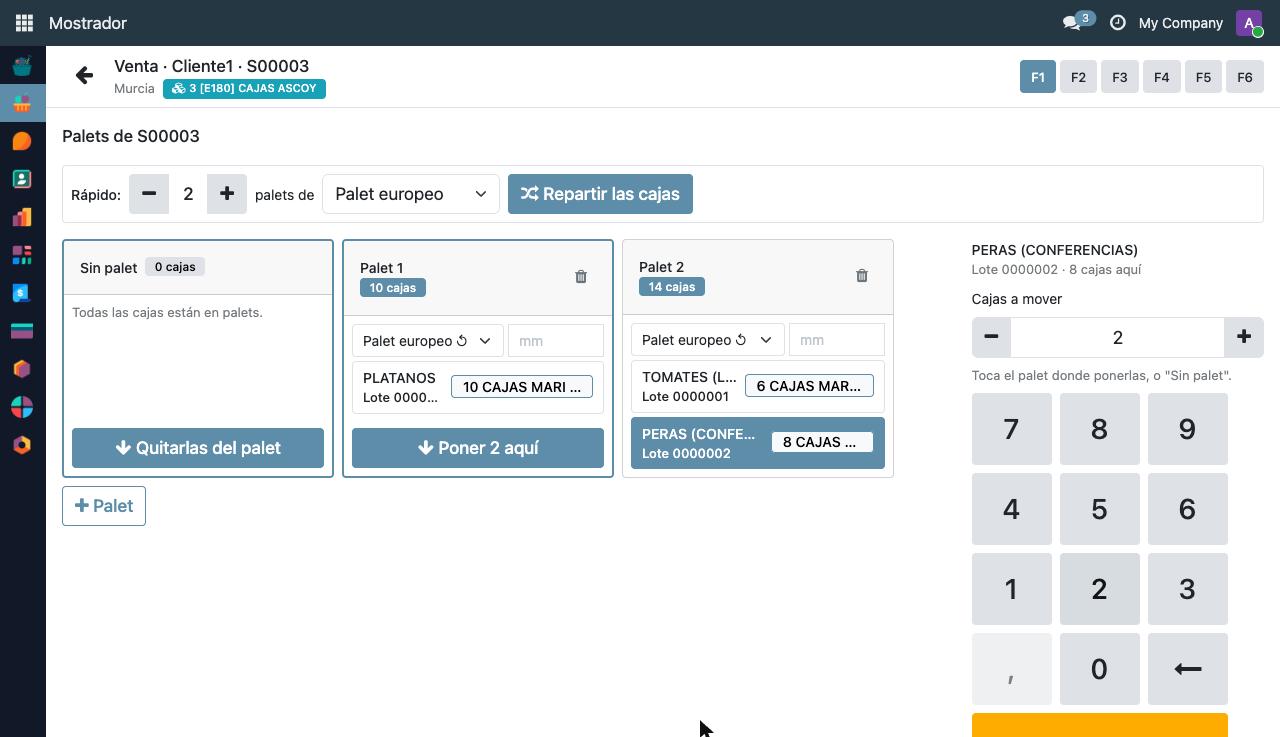 Mostrador
3
My Company
A
Venta · Cliente1 · S00003
Murcia
3 [E180] CAJAS ASCOY
F1
F2
F3
F4
F5
F6
Palets de S00003
Rápido:
2
palets de
Palet europeo
Repartir las cajas
Sin palet
0 cajas
Todas las cajas están en palets.
Quitarlas del palet
Palet 1
10 cajas
Palet europeo
mm
PLATANOS
Lote 0000...
10 CAJAS MARI ...
Poner 2 aquí
Palet 2
14 cajas
Palet europeo
mm
TOMATES (L...
Lote 0000001
6 CAJAS MAR...
PERAS (CONFE...
Lote 0000002
8 CAJAS ...
+ Palet
PERAS (CONFERENCIAS)
Lote 0000002 · 8 cajas aquí
Cajas a mover
2
Toca el palet donde ponerlas, o "Sin palet".
7 8 9
4 5 6
1 2 3
, 0